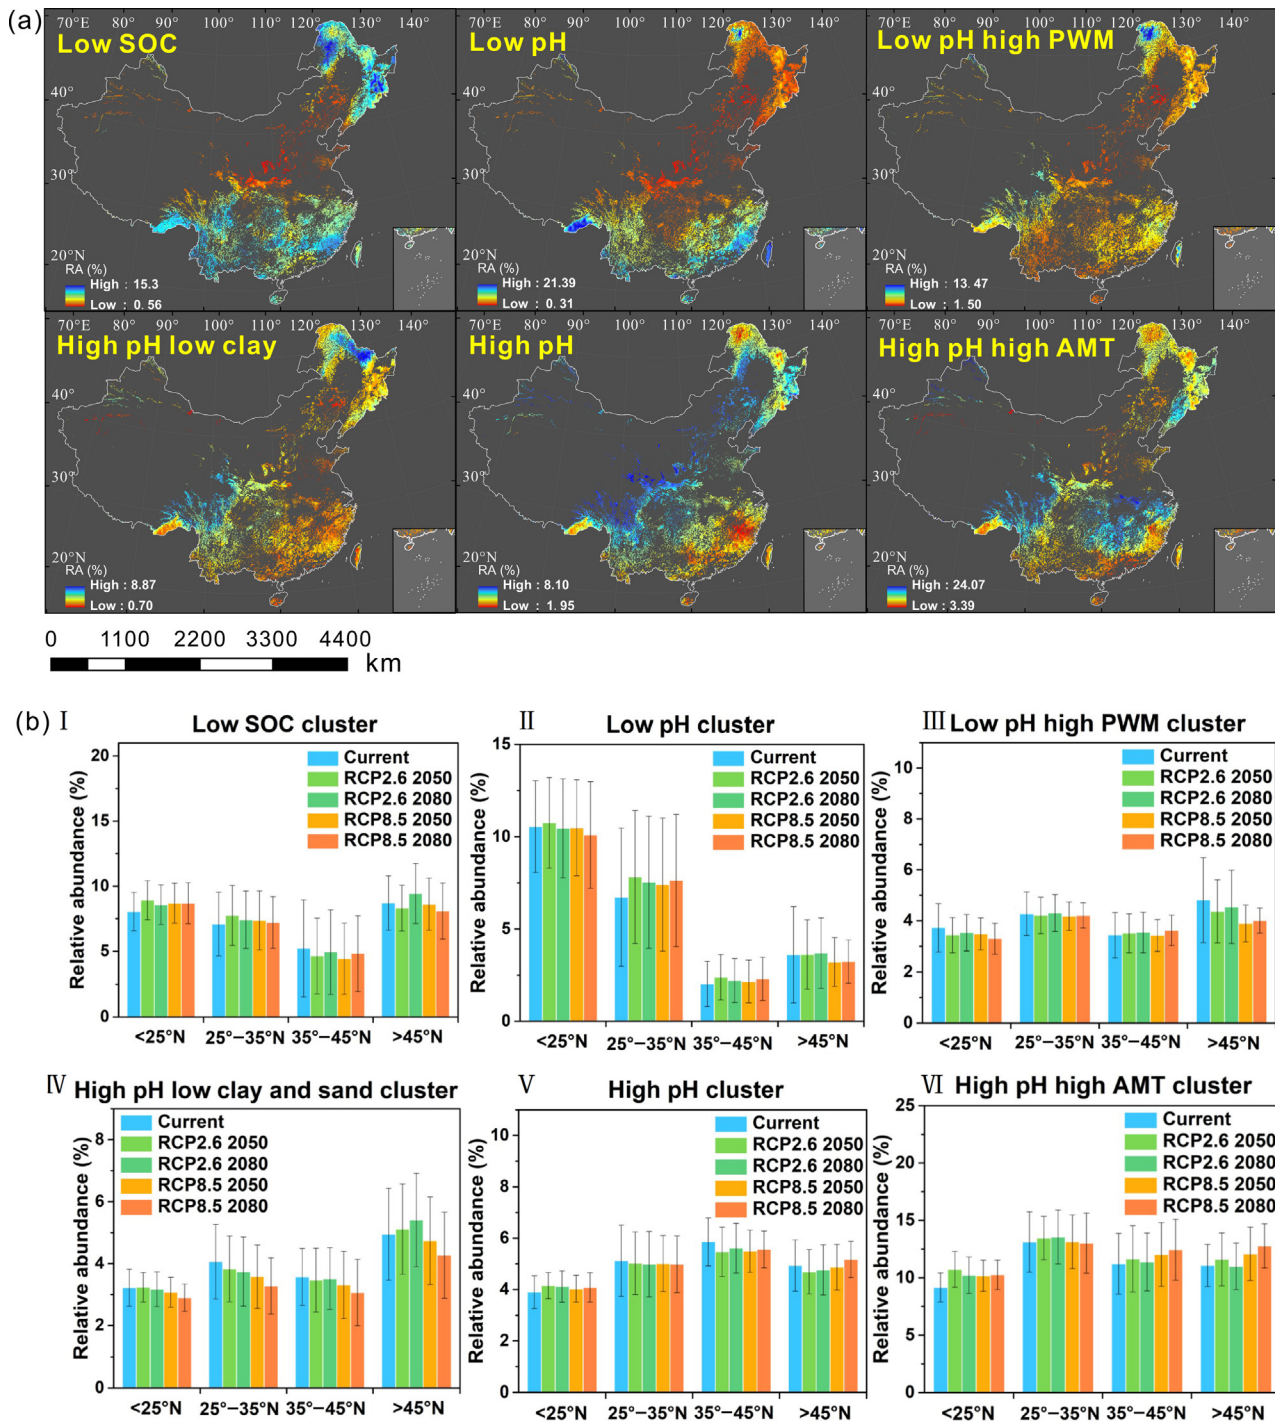 (a)
70°E 80° 90° 100° 110° 120° 130° 140°
Low SOC
40°
30°
20°N
RA (%)
High : 15.3
Low : 0.56
70°E 80° 90° 100° 110° 120° 130° 140°
Low pH
40°
30°
20°N
RA (%)
High : 21.39
Low : 0.31
70°E 80° 90° 100° 110° 120° 130° 140°
Low pH high PWM
40°
30°
20°N
RA (%)
High : 13.47
Low : 1.50
70°E 80° 90° 100° 110° 120° 130° 140°
High pH low clay
40°
30°
20°N
RA (%)
High : 8.87
Low : 0.70
70°E 80° 90° 100° 110° 120° 130° 140°
High pH
40°
30°
20°N
RA (%)
High : 8.10
Low : 1.95
70°E 80° 90° 100° 110° 120° 130° 140°
High pH high AMT
40°
30°
20°N
RA (%)
High : 24.07
Low : 3.39
0 1100 2200 3300 4400
km
(b)
I Low SOC cluster
Relative abundance (%)
20
15
10
5
0
Current
RCP2.6 2050
RCP2.6 2080
RCP8.5 2050
RCP8.5 2080
<25°N 25°–35°N 35°–45°N >45°N
II Low pH cluster
Relative abundance (%)
15
10
5
0
Current
RCP2.6 2050
RCP2.6 2080
RCP8.5 2050
RCP8.5 2080
<25°N 25°–35°N 35°–45°N >45°N
III Low pH high PWM cluster
Relative abundance (%)
10
8
6
4
2
0
Current
RCP2.6 2050
RCP2.6 2080
RCP8.5 2050
RCP8.5 2080
<25°N 25°–35°N 35°–45°N >45°N
IV High pH low clay and sand cluster
Relative abundance (%)
8
6
4
2
0
Current
RCP2.6 2050
RCP2.6 2080
RCP8.5 2050
RCP8.5 2080
<25°N 25°–35°N 35°–45°N >45°N
V High pH cluster
Relative abundance (%)
10
8
6
4
2
0
Current
RCP2.6 2050
RCP2.6 2080
RCP8.5 2050
RCP8.5 2080
<25°N 25°–35°N 35°–45°N >45°N
VI High pH high AMT cluster
Relative abundance (%)
25
20
15
10
5
0
Current
RCP2.6 2050
RCP2.6 2080
RCP8.5 2050
RCP8.5 2080
<25°N 25°–35°N 35°–45°N >45°N